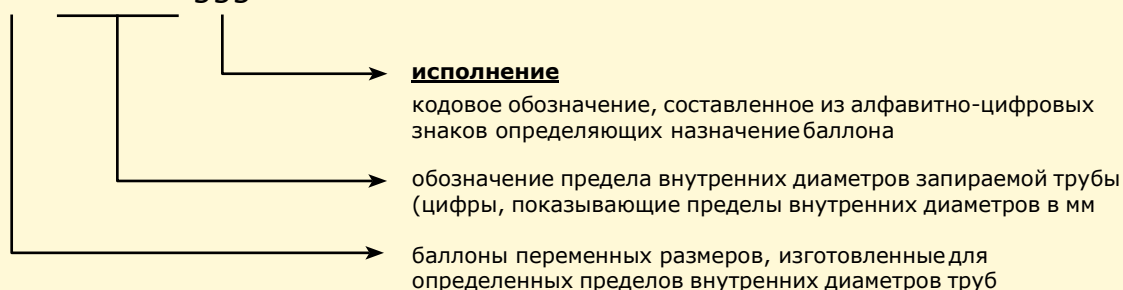 исполнение
кодовое обозначение, составленное из алфавитно-цифровых
знаков определяющих назначение баллона
обозначение предела внутренних диаметров запираемой трубы
(цифры, показывающие пределы внутренних диаметров в мм
баллоны переменных размеров, изготовленные для
определенных пределов внутренних диаметров труб